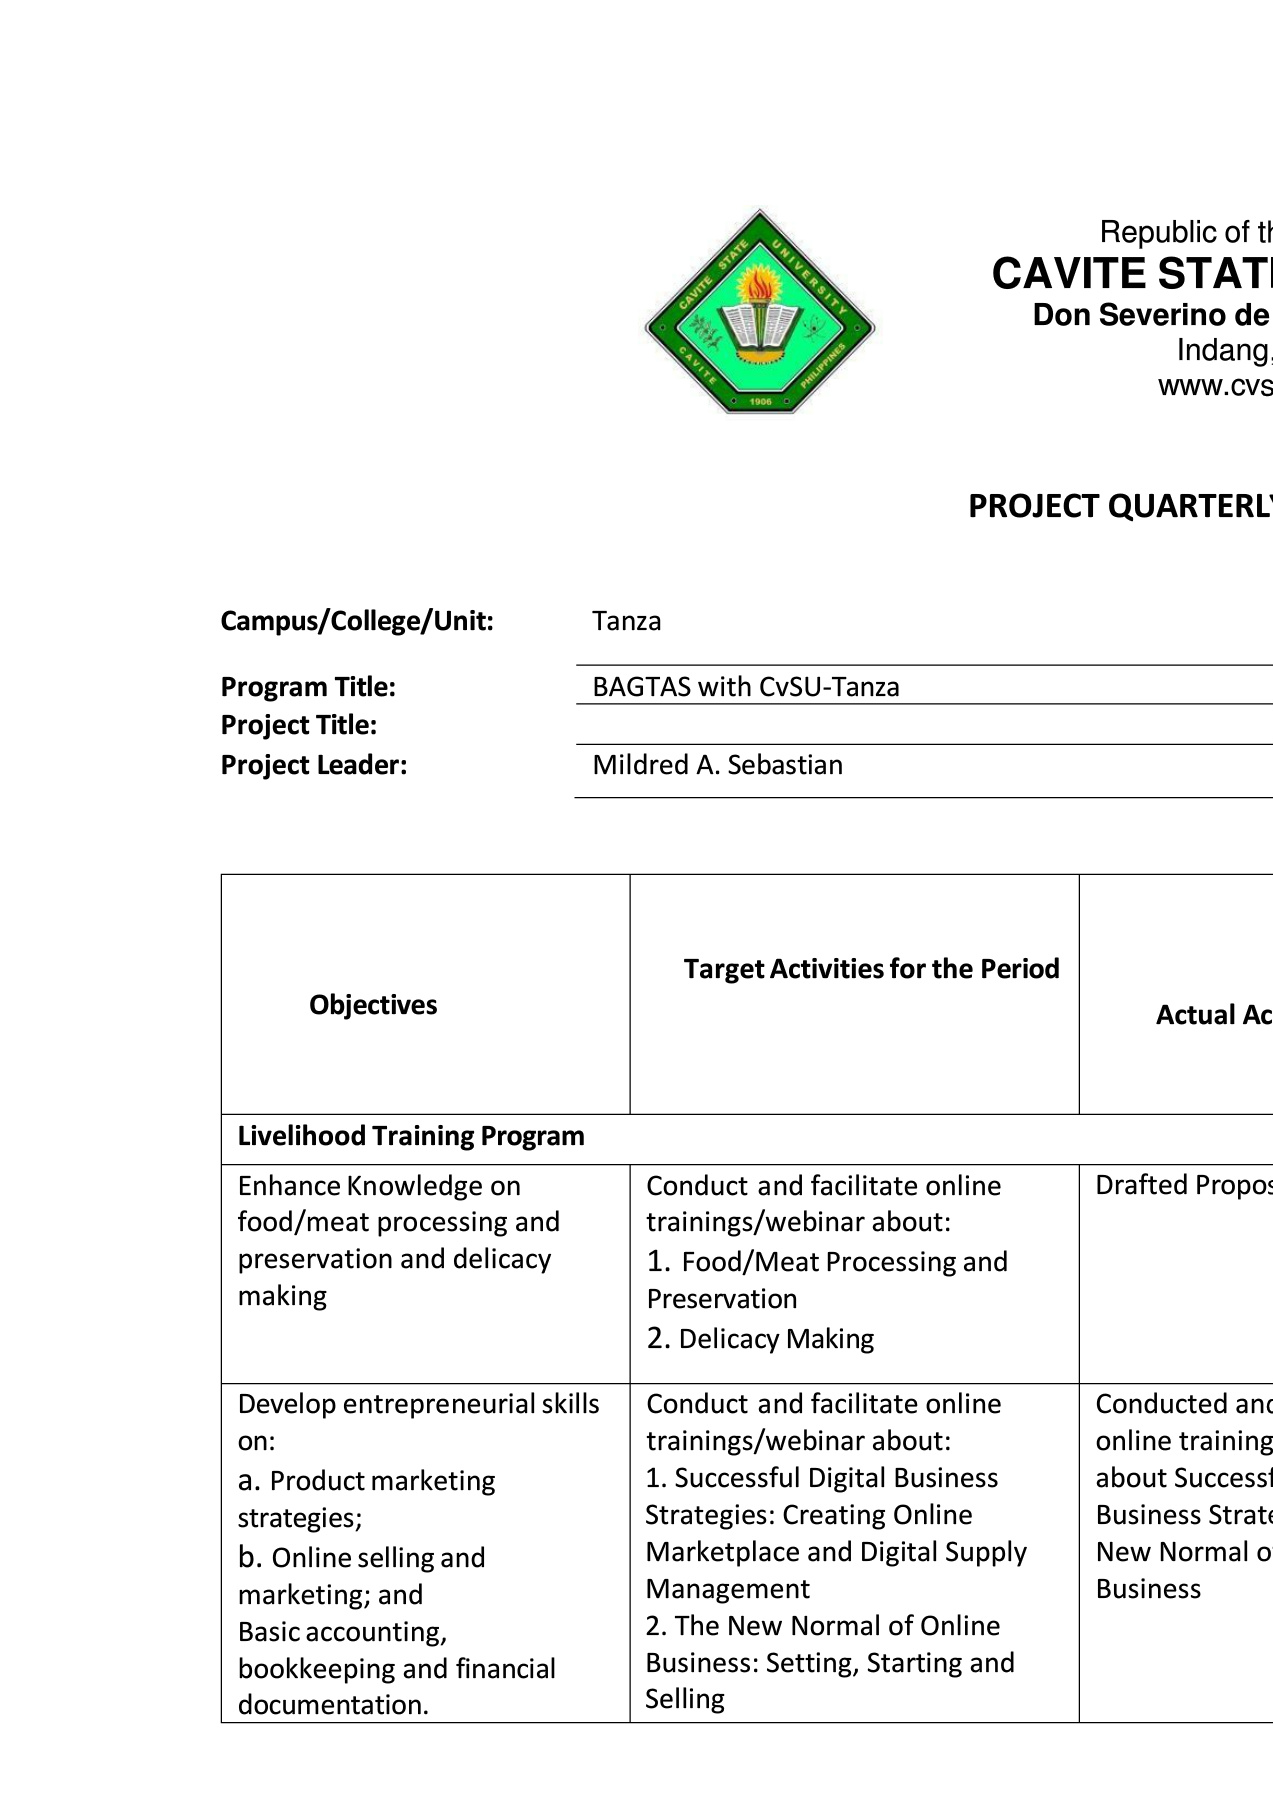 CAVITE STATE UNIVERSITY
CAVITE PHILIPPINES
1906
Republic of th
CAVITE STATE
Don Severino de
Indang,
www.cvs
PROJECT QUARTERLY
Campus/College/Unit: Tanza
Program Title: BAGTAS with CvSU-Tanza
Project Title:
Project Leader: Mildred A. Sebastian
Objectives
Target Activities for the Period
Actual Ac
Livelihood Training Program
Enhance Knowledge on
food/meat processing and
preservation and delicacy
making
Conduct and facilitate online
trainings/webinar about:
1. Food/Meat Processing and
Preservation
2. Delicacy Making
Drafted Propos
Develop entrepreneurial skills
on:
a. Product marketing
strategies;
b. Online selling and
marketing; and
Basic accounting,
bookkeeping and financial
documentation.
Conduct and facilitate online
trainings/webinar about:
1. Successful Digital Business
Strategies: Creating Online
Marketplace and Digital Supply
Management
2. The New Normal of Online
Business: Setting, Starting and
Selling
Conducted and
online training
about Successf
Business Strate
New Normal of
Business